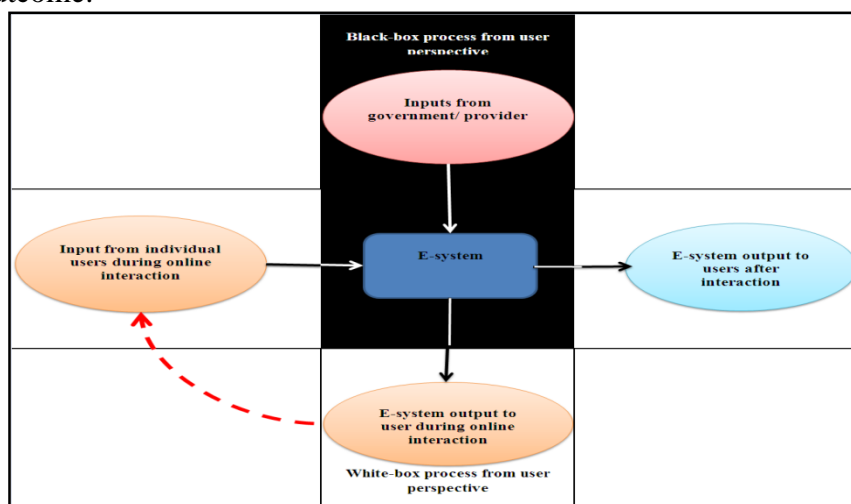 Black-box process from user
perspective
Inputs from
government/ provider
Input from individual
users during online
interaction
E-system
E-system output to
users after
interaction
E-system output to
user during online
interaction
White-box process from user
perspective